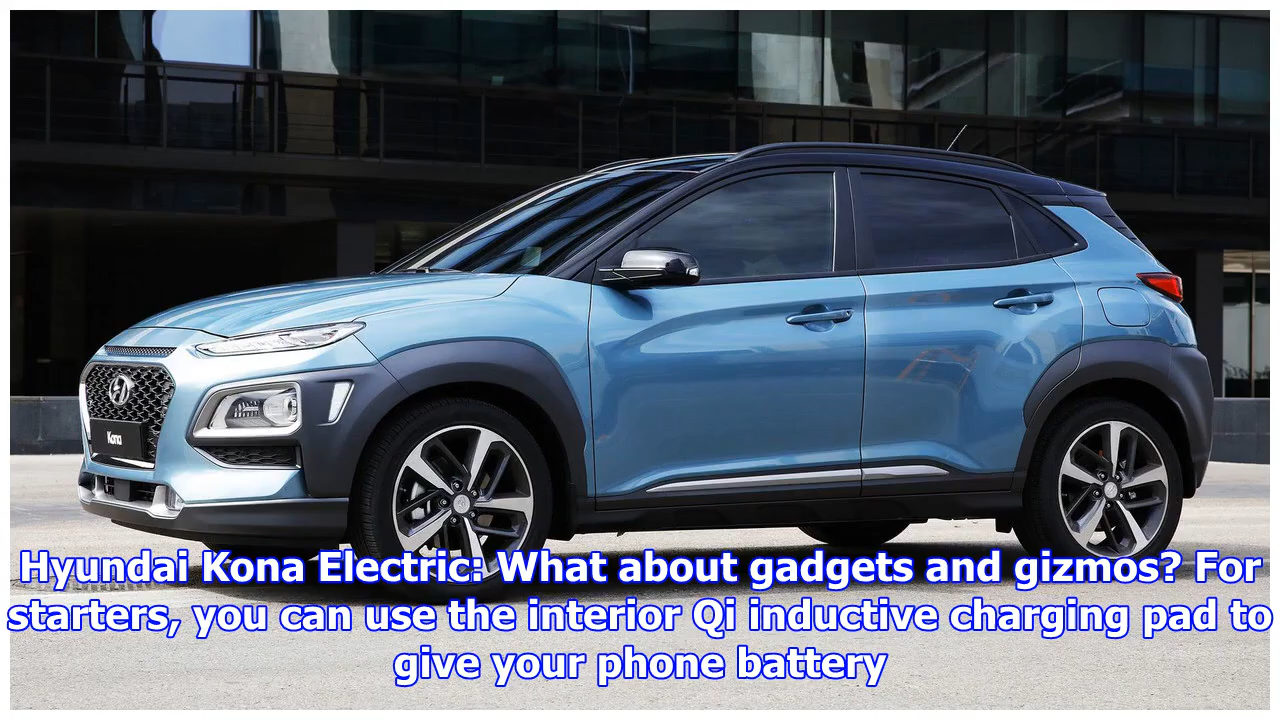 Kona
Hyundai Kona Electric: What about gadgets and gizmos? For
starters, you can use the interior Qi inductive charging pad to
give your phone battery